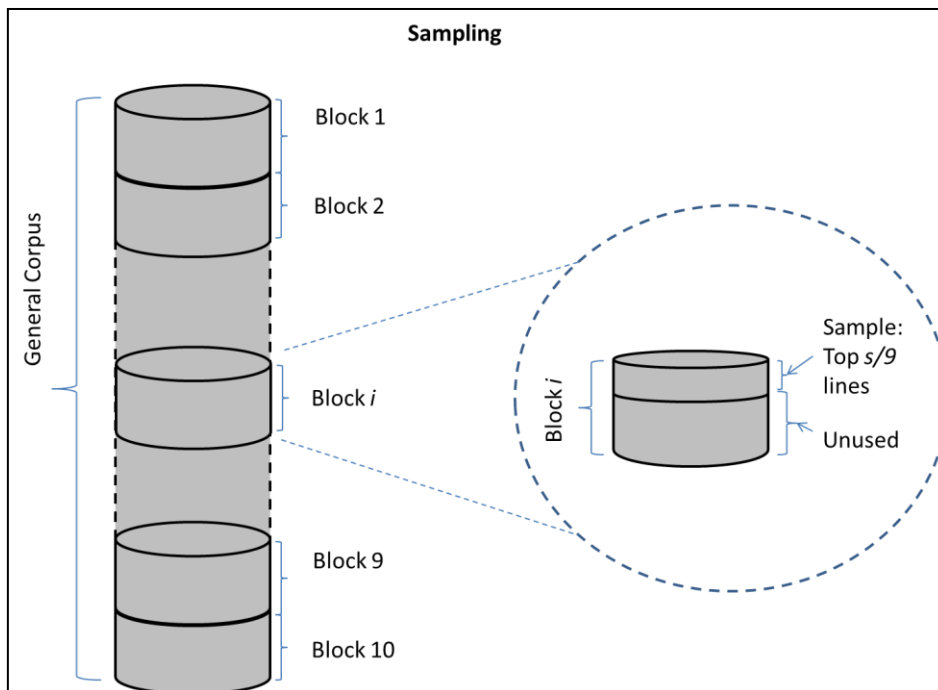 Sampling
General Corpus
Block 1
Block 2
Block i
Block 9
Block 10
Block i
Sample:
Top s/9
lines
Unused